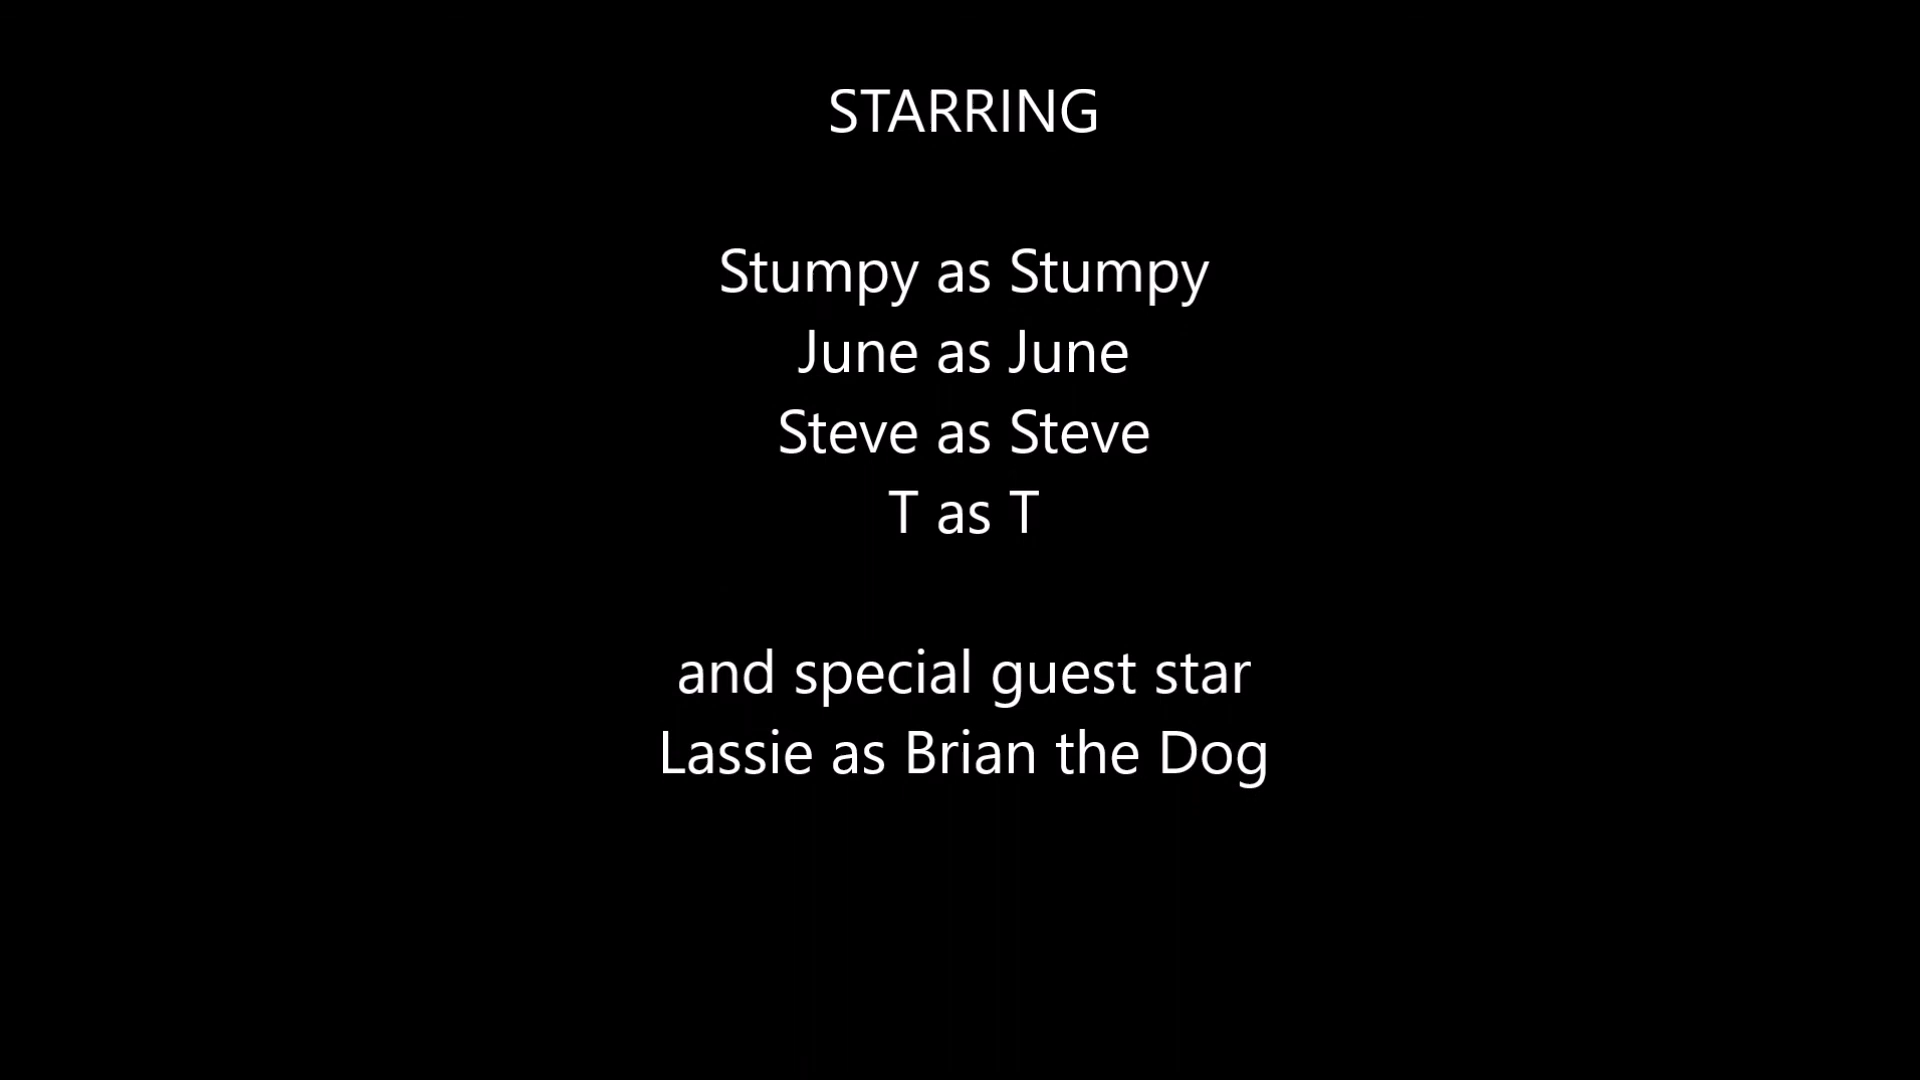 STARRING
Stumpy as Stumpy
June as June
Steve as Steve
T as T
and special guest star
Lassie as Brian the Dog